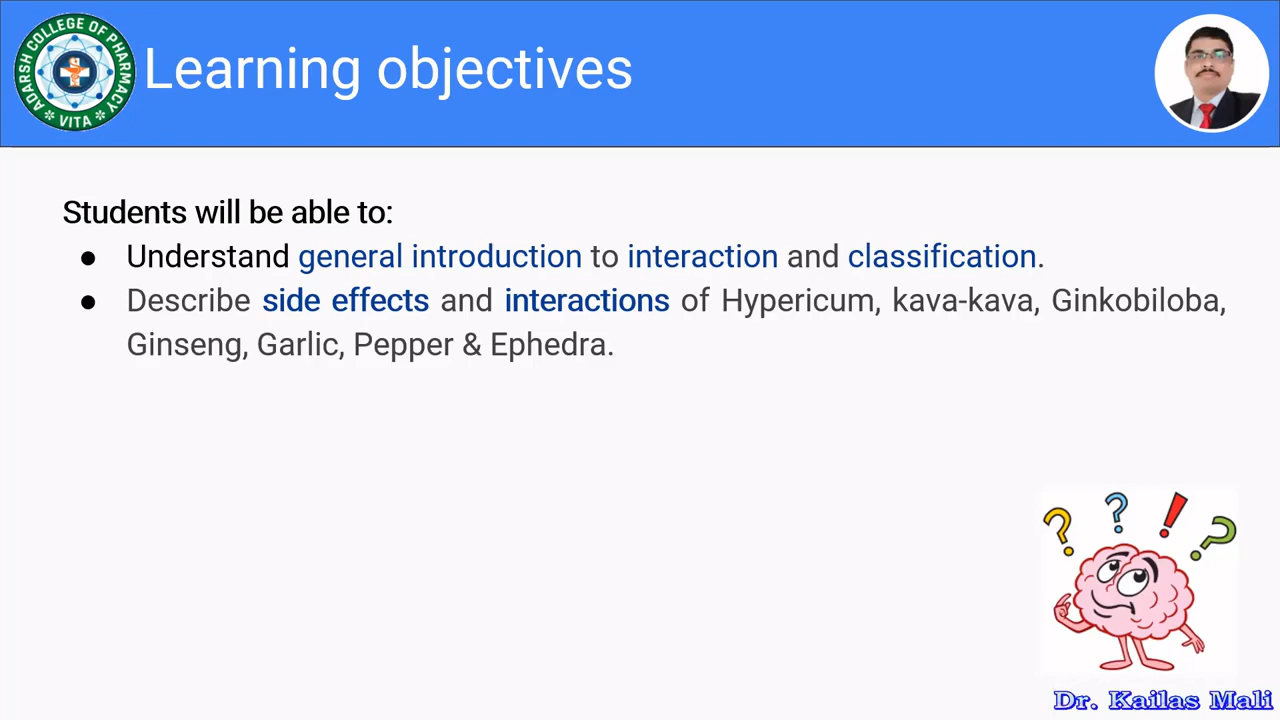 ADARSH COLLEGE OF PHARMACY
VITA
Learning objectives
Students will be able to:
● Understand general introduction to interaction and classification.
● Describe side effects and interactions of Hypericum, kava-kava, Ginkobiloba,
Ginseng, Garlic, Pepper & Ephedra.
? ? ! ?
Dr. Kailas Mali